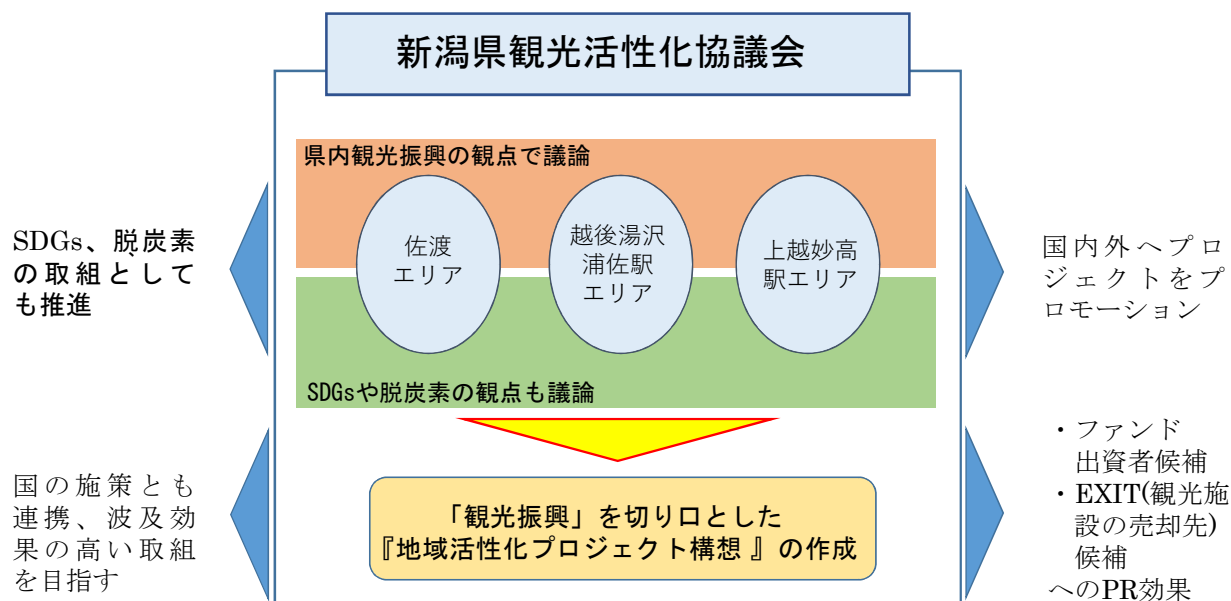 新潟県観光活性化協議会
県内観光振興の観点で議論
佐渡
エリア
越後湯沢
浦佐駅
エリア
上越妙高
駅エリア
SDGsや脱炭素の観点も議論
「観光振興」を切り口とした
『地域活性化プロジェクト構想 』の作成
SDGs、脱炭素
の取組として
も推進
国の施策とも
連携、波及効
果の高い取組
を目指す
国内外へプロ
ジェクトをプ
ロモーション
・ファンド
出資者候補
・EXIT(観光施
設の売却先)
候補
へのPR効果